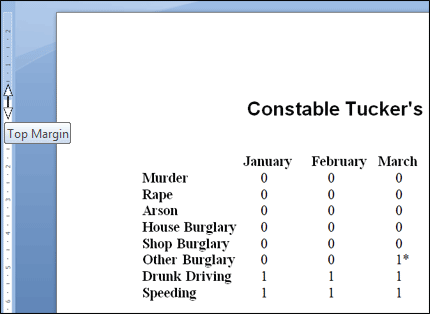 Constable Tucker's
Top Margin
January February March
Murder 0 0 0
Rape 0 0 0
Arson 0 0 0
House Burglary 0 0 0
Shop Burglary 0 0 0
Other Burglary 0 0 1*
Drunk Driving 1 1 1
Speeding 1 1 1